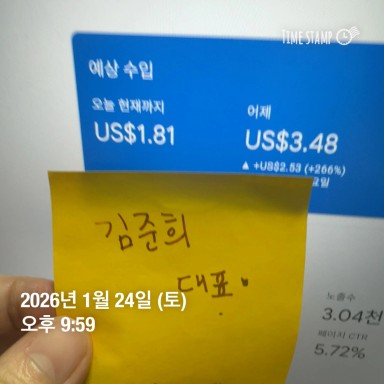 TIMESTAMP
예상 수입
오늘 현재까지
어제
US$1.81
US$3.48
▲ +US$2.53 (+266%)
김준희
대표.
2026년 1월 24일 (토)
오후 9:59
노출수
3.04천
페이지 CTR
5.72%